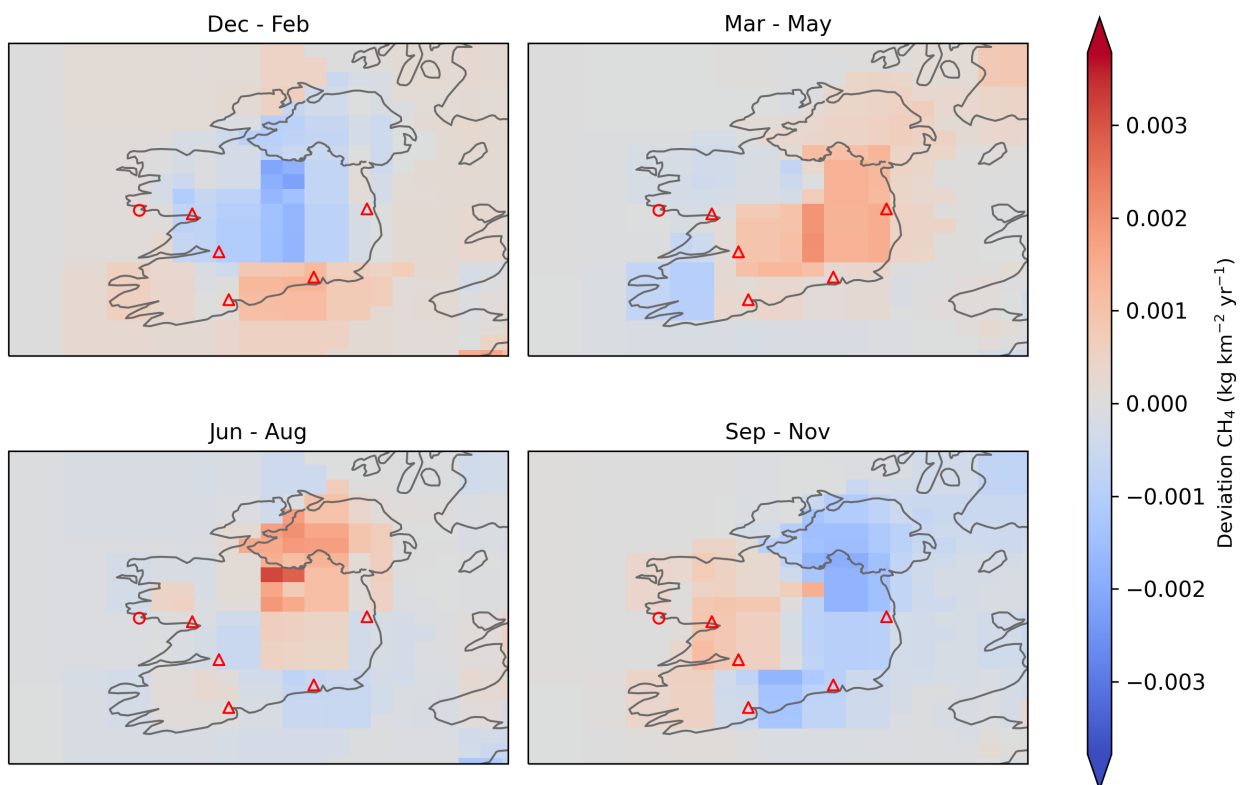 Dec - Feb
Mar - May
Jun - Aug
Sep - Nov
0.003
0.002
0.001
0.000
−0.001
−0.002
−0.003
Deviation CH₄ (kg km⁻² yr⁻¹)